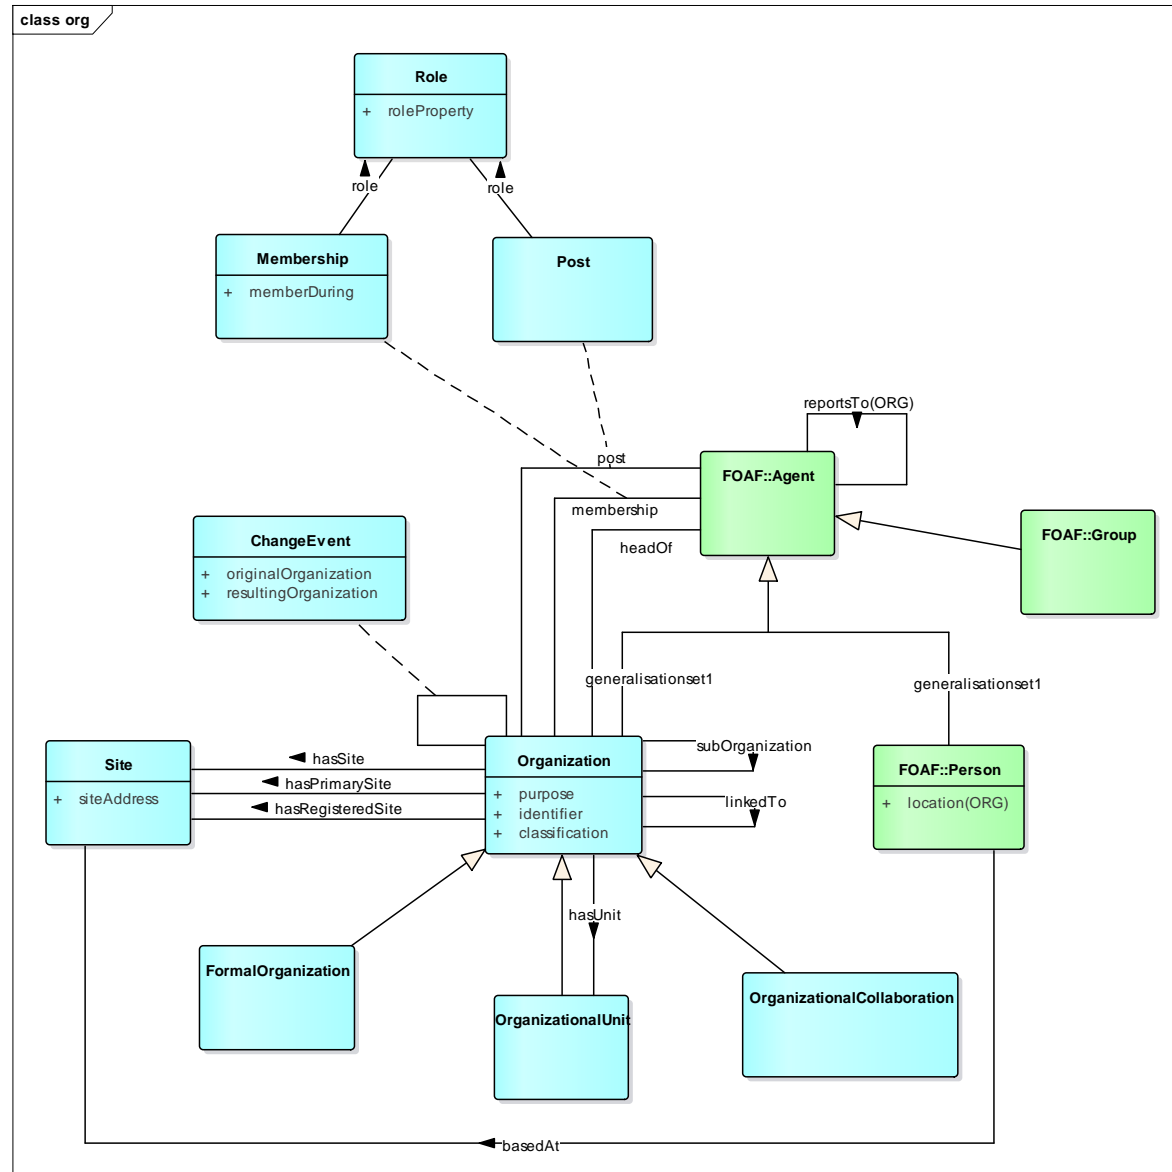 class org
Role
+ roleProperty
role
role
Membership
+ memberDuring
Post
reportsTo(ORG)
post
FOAF::Agent
membership
headOf
FOAF::Group
ChangeEvent
+ originalOrganization
+ resultingOrganization
generalisationset1
generalisationset1
hasSite
hasPrimarySite
hasRegisteredSite
Site
+ siteAddress
Organization
+ purpose
+ identifier
+ classification
subOrganization
linkedTo
FOAF::Person
+ location(ORG)
hasUnit
FormalOrganization
OrganizationalUnit
OrganizationalCollaboration
basedAt